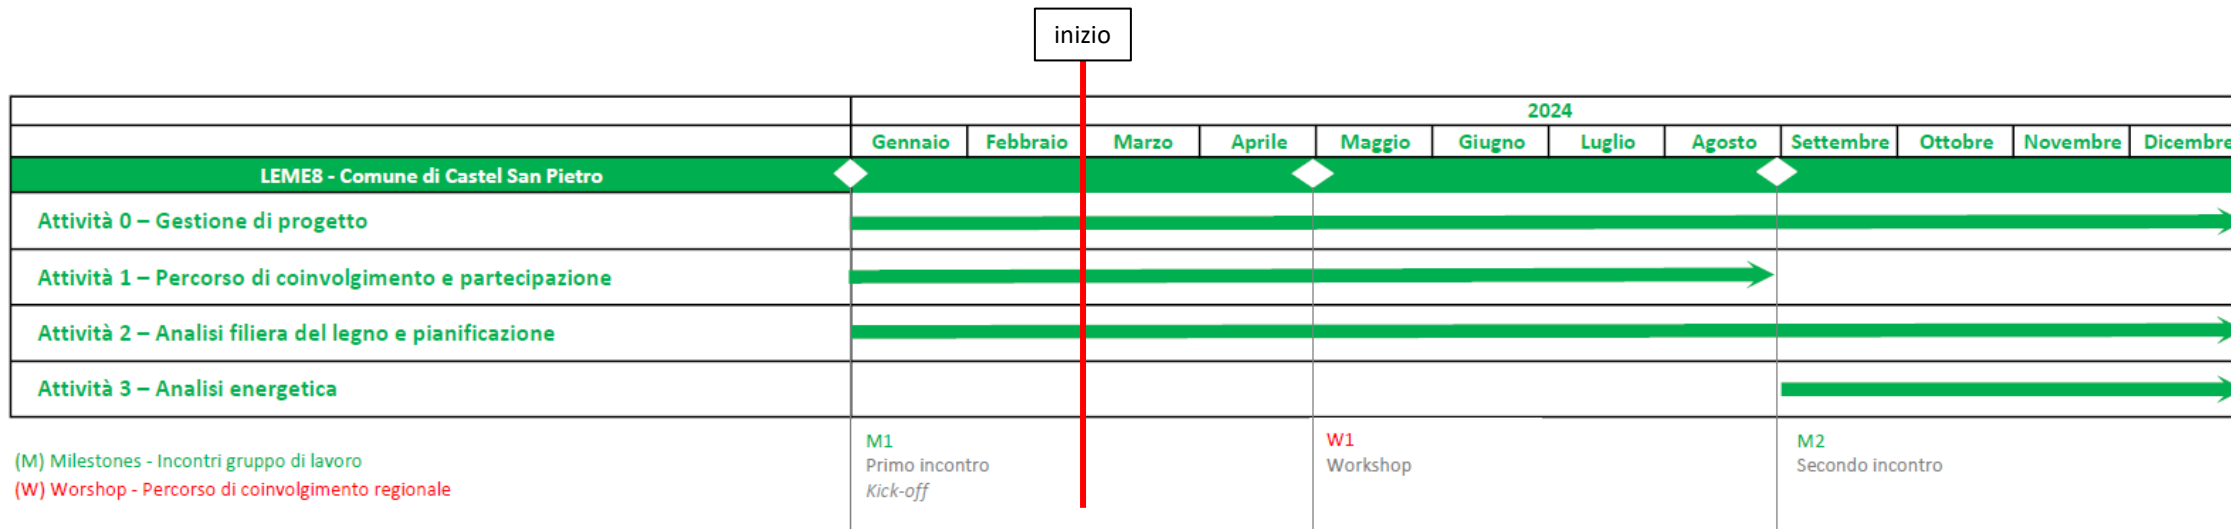 inizio
2024
Gennaio Febbraio Marzo Aprile Maggio Giugno Luglio Agosto Settembre Ottobre Novembre Dicembre
LEME8 - Comune di Castel San Pietro
Attività 0 – Gestione di progetto
Attività 1 – Percorso di coinvolgimento e partecipazione
Attività 2 – Analisi filiera del legno e pianificazione
Attività 3 – Analisi energetica
M1
Primo incontro
Kick-off
W1
Workshop
M2
Secondo incontro
(M) Milestones - Incontri gruppo di lavoro
(W) Worshop - Percorso di coinvolgimento regionale